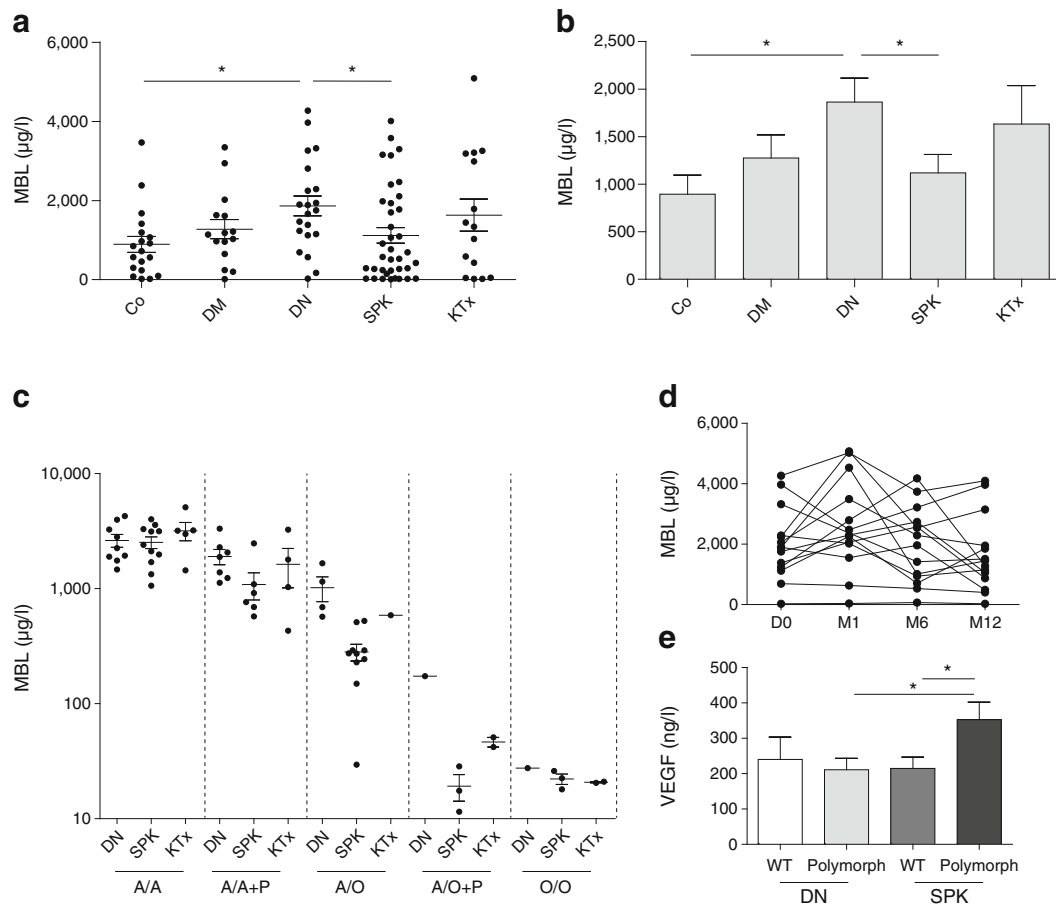 a
MBL (µg/l)
6,000
4,000
2,000
0
*
*
Co
DM
DN
SPK
KTx
b
MBL (µg/l)
2,500
2,000
1,500
1,000
500
0
*
*
Co
DM
DN
SPK
KTx
c
MBL (µg/l)
10,000
1,000
100
10
DN
SPK
KTx
DN
SPK
KTx
DN
SPK
KTx
DN
SPK
KTx
DN
SPK
KTx
A/A
A/A+P
A/O
A/O+P
O/O
d
MBL (µg/l)
6,000
4,000
2,000
0
D0 M1 M6 M12
e
VEGF (ng/l)
500
400
300
200
100
0
*
*
WT Polymorph WT Polymorph
DN SPK